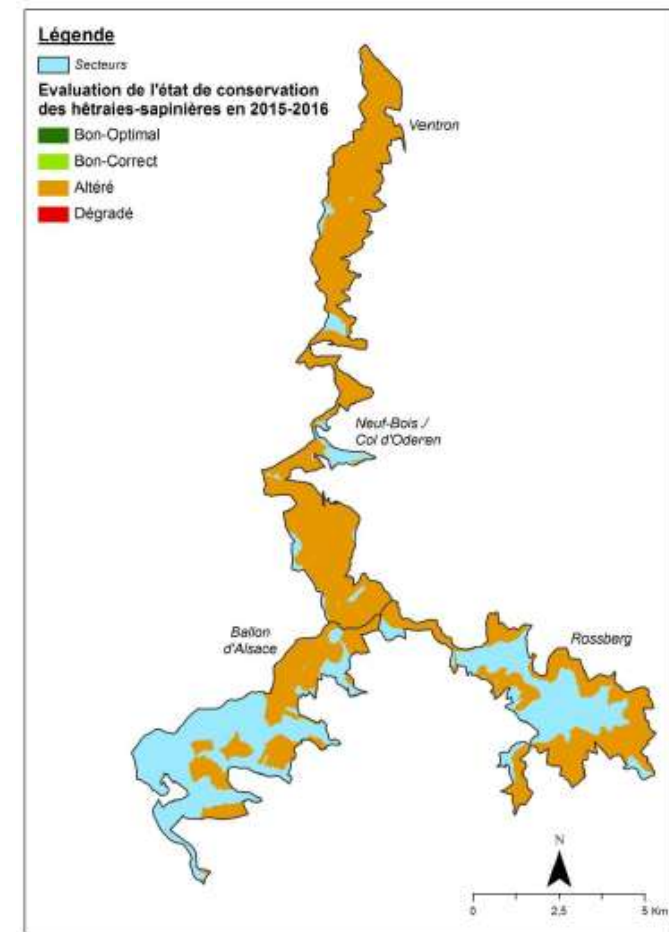 Légende
Secteurs
Evaluation de l'état de conservation
des hêtraies-sapinières en 2015-2016
Bon-Optimal
Bon-Correct
Altéré
Dégradé
Ventron
Neuf-Bois /
Col d'Oderen
Ballon
d'Alsace
Rossberg
N
0 2,5 5 Km